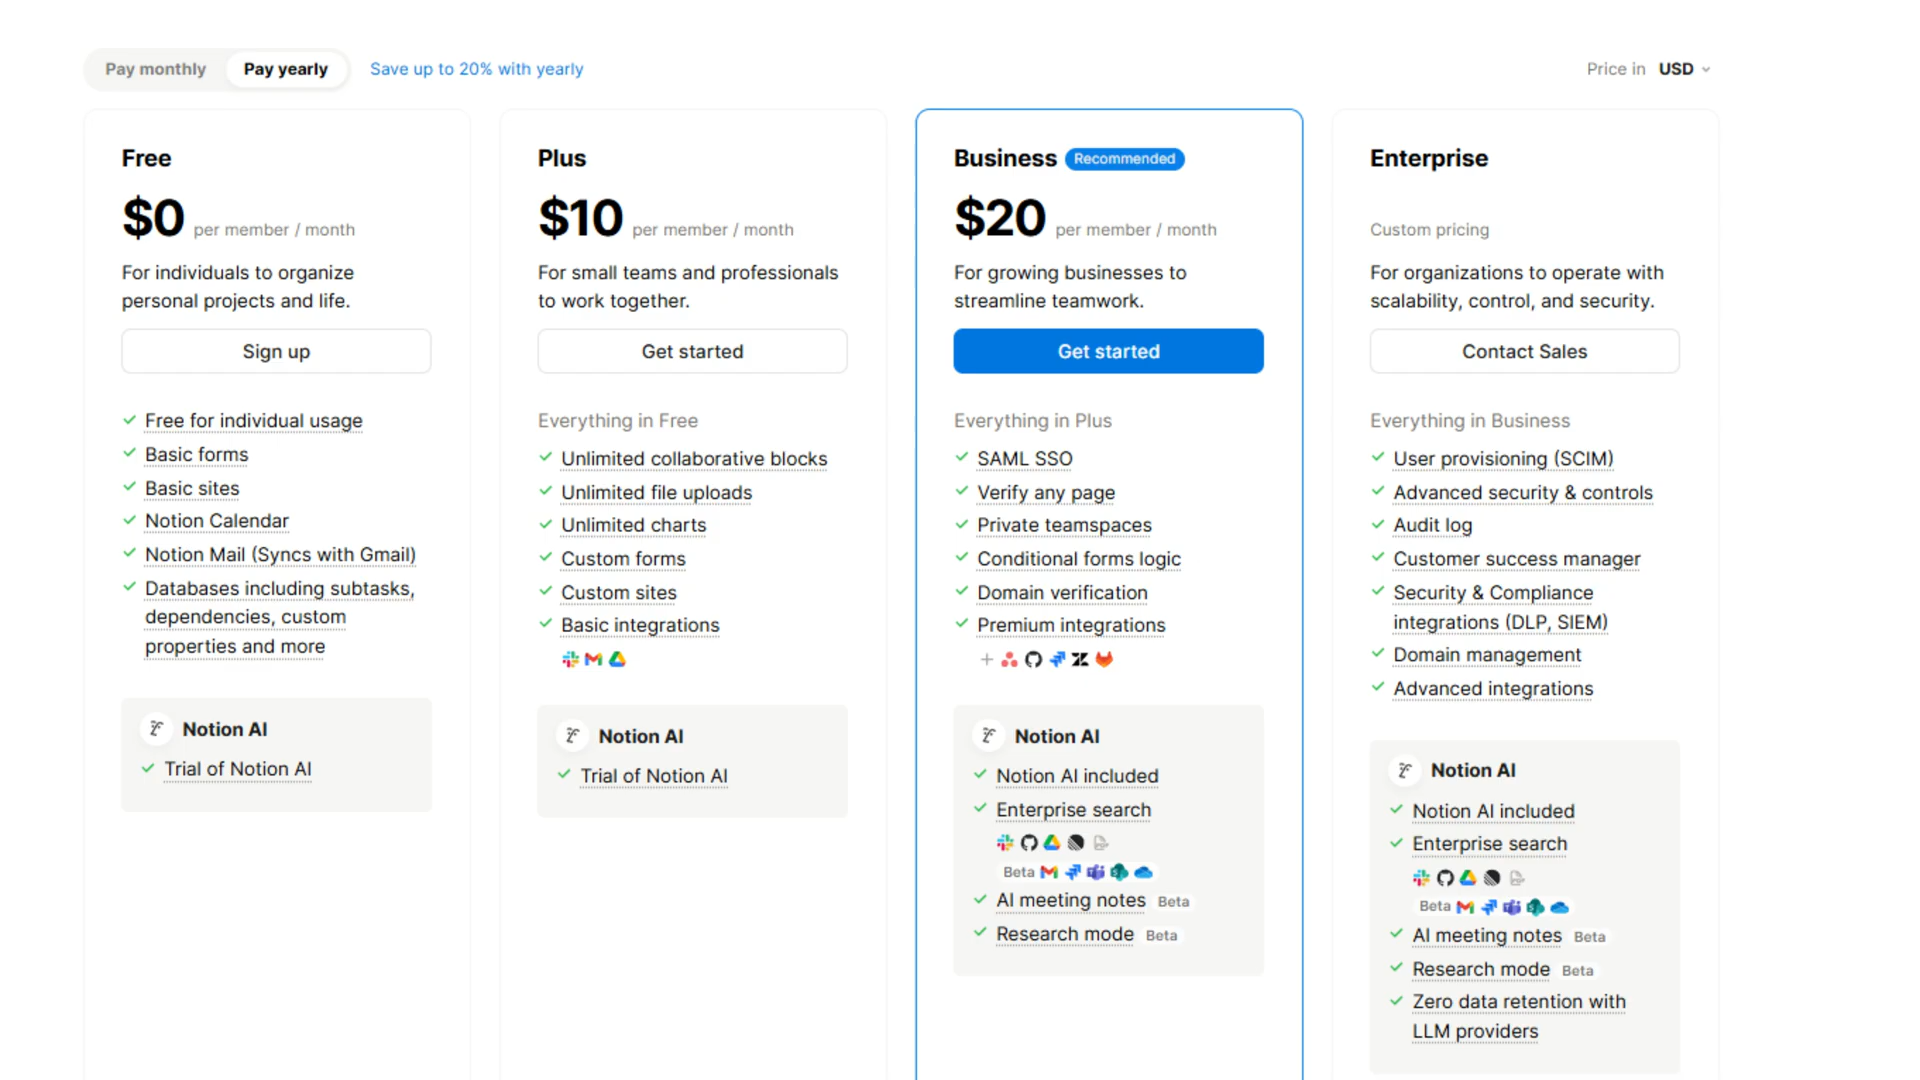 Pay monthly
Pay yearly
Save up to 20% with yearly
Price in USD
Free
$0 per member / month
For individuals to organize
personal projects and life.
Sign up
Free for individual usage
Basic forms
Basic sites
Notion Calendar
Notion Mail (Syncs with Gmail)
Databases including subtasks,
dependencies, custom
properties and more
Notion AI
Trial of Notion AI
Plus
$10 per member / month
For small teams and professionals
to work together.
Get started
Everything in Free
Unlimited collaborative blocks
Unlimited file uploads
Unlimited charts
Custom forms
Custom sites
Basic integrations
Notion AI
Trial of Notion AI
Business Recommended
$20 per member / month
For growing businesses to
streamline teamwork.
Get started
Everything in Plus
SAML SSO
Verify any page
Private teamspaces
Conditional forms logic
Domain verification
Premium integrations
+
Notion AI
Notion AI included
Enterprise search
Beta
AI meeting notes Beta
Research mode Beta
Enterprise
Custom pricing
For organizations to operate with
scalability, control, and security.
Contact Sales
Everything in Business
User provisioning (SCIM)
Advanced security & controls
Audit log
Customer success manager
Security & Compliance
integrations (DLP, SIEM)
Domain management
Advanced integrations
Notion AI
Notion AI included
Enterprise search
Beta
AI meeting notes Beta
Research mode Beta
Zero data retention with
LLM providers